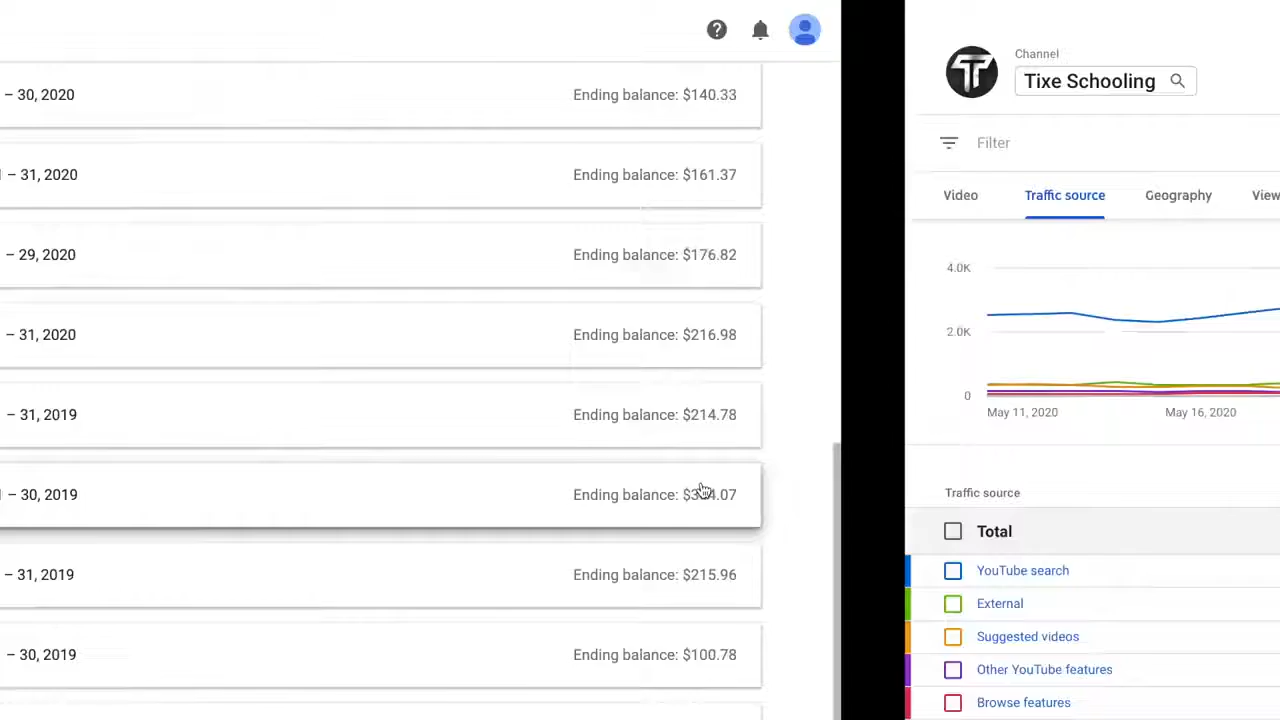 – 30, 2020
Ending balance: $140.33
– 31, 2020
Ending balance: $161.37
– 29, 2020
Ending balance: $176.82
– 31, 2020
Ending balance: $216.98
– 31, 2019
Ending balance: $214.78
– 30, 2019
Ending balance:
– 31, 2019
Ending balance: $215.96
– 30, 2019
Ending balance: $100.78
Channel
Tixe Schooling
Filter
Video
Traffic source
Geography
View
4.0K
2.0K
0
May 11, 2020
May 16, 2020
Traffic source
Total
YouTube search
External
Suggested videos
Other YouTube features
Browse features